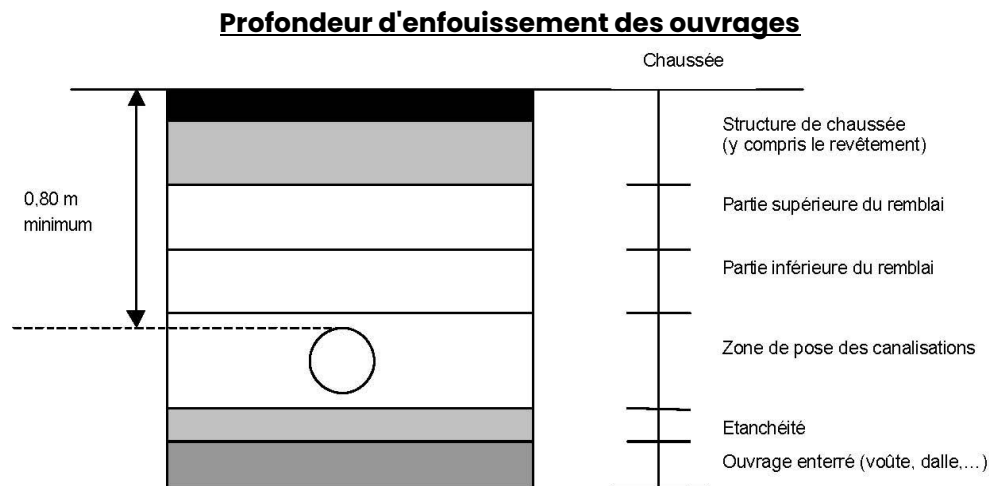 Profondeur d'enfouissement des ouvrages
Chaussée
Structure de chaussée
(y compris le revêtement)
0,80 m
minimum
Partie supérieure du remblai
Partie inférieure du remblai
Zone de pose des canalisations
Etanchéité
Ouvrage enterré (voûte, dalle,...)